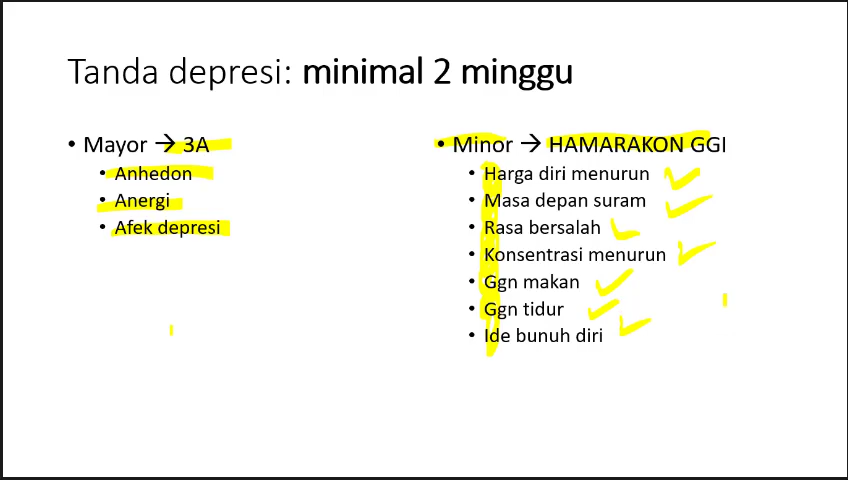 Tanda depresi: minimal 2 minggu
• Mayor → 3A
• Anhedon
• Anergi
• Afek depresi
• Minor → HAMARAKON GGI
• Harga diri menurun
• Masa depan suram
• Rasa bersalah
• Konsentrasi menurun
• Ggn makan
• Ggn tidur
• Ide bunuh diri